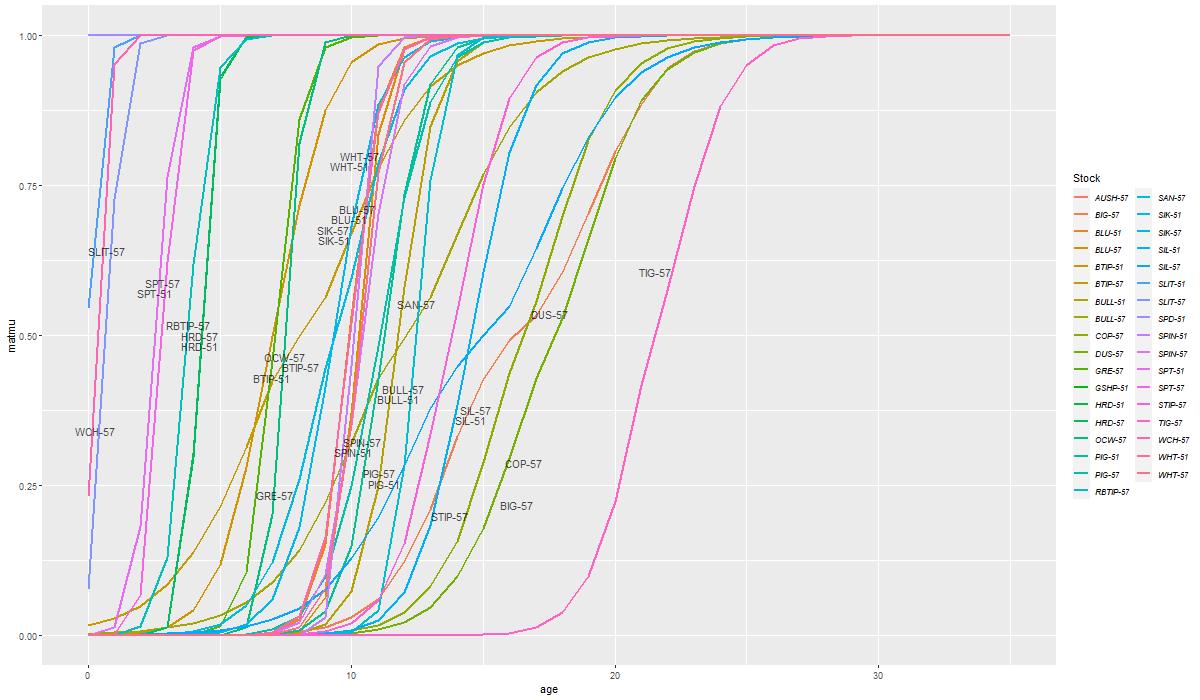 1.00
0.75
0.50
0.25
0.00
matmu
0
10
20
30
age
WHT-57
WHT-51
BLU-57
BLU-51
SIK-57
SIK-51
SLIT-57
TIG-57
SPT-57
SPT-51
SAN-57
DUS-57
RBTIP-57
HRD-57
HRD-51
OCW-57
BTIP-57
BTIP-51
BULL-57
BULL-51
SIL-57
SIL-51
WCH-57
SPIN-57
SPIN-51
COP-57
PIG-57
PIG-51
GRE-57
BIG-57
STIP-57
Stock
AUSH-57
BIG-57
BLU-51
BLU-57
BTIP-51
BTIP-57
BULL-51
BULL-57
COP-57
DUS-57
GRE-57
GSHP-51
HRD-51
HRD-57
OCW-57
PIG-51
PIG-57
RBTIP-57
SAN-57
SIK-51
SIK-57
SIL-51
SIL-57
SLIT-51
SLIT-57
SPD-51
SPIN-51
SPIN-57
SPT-51
SPT-57
STIP-57
TIG-57
WCH-57
WHT-51
WHT-57